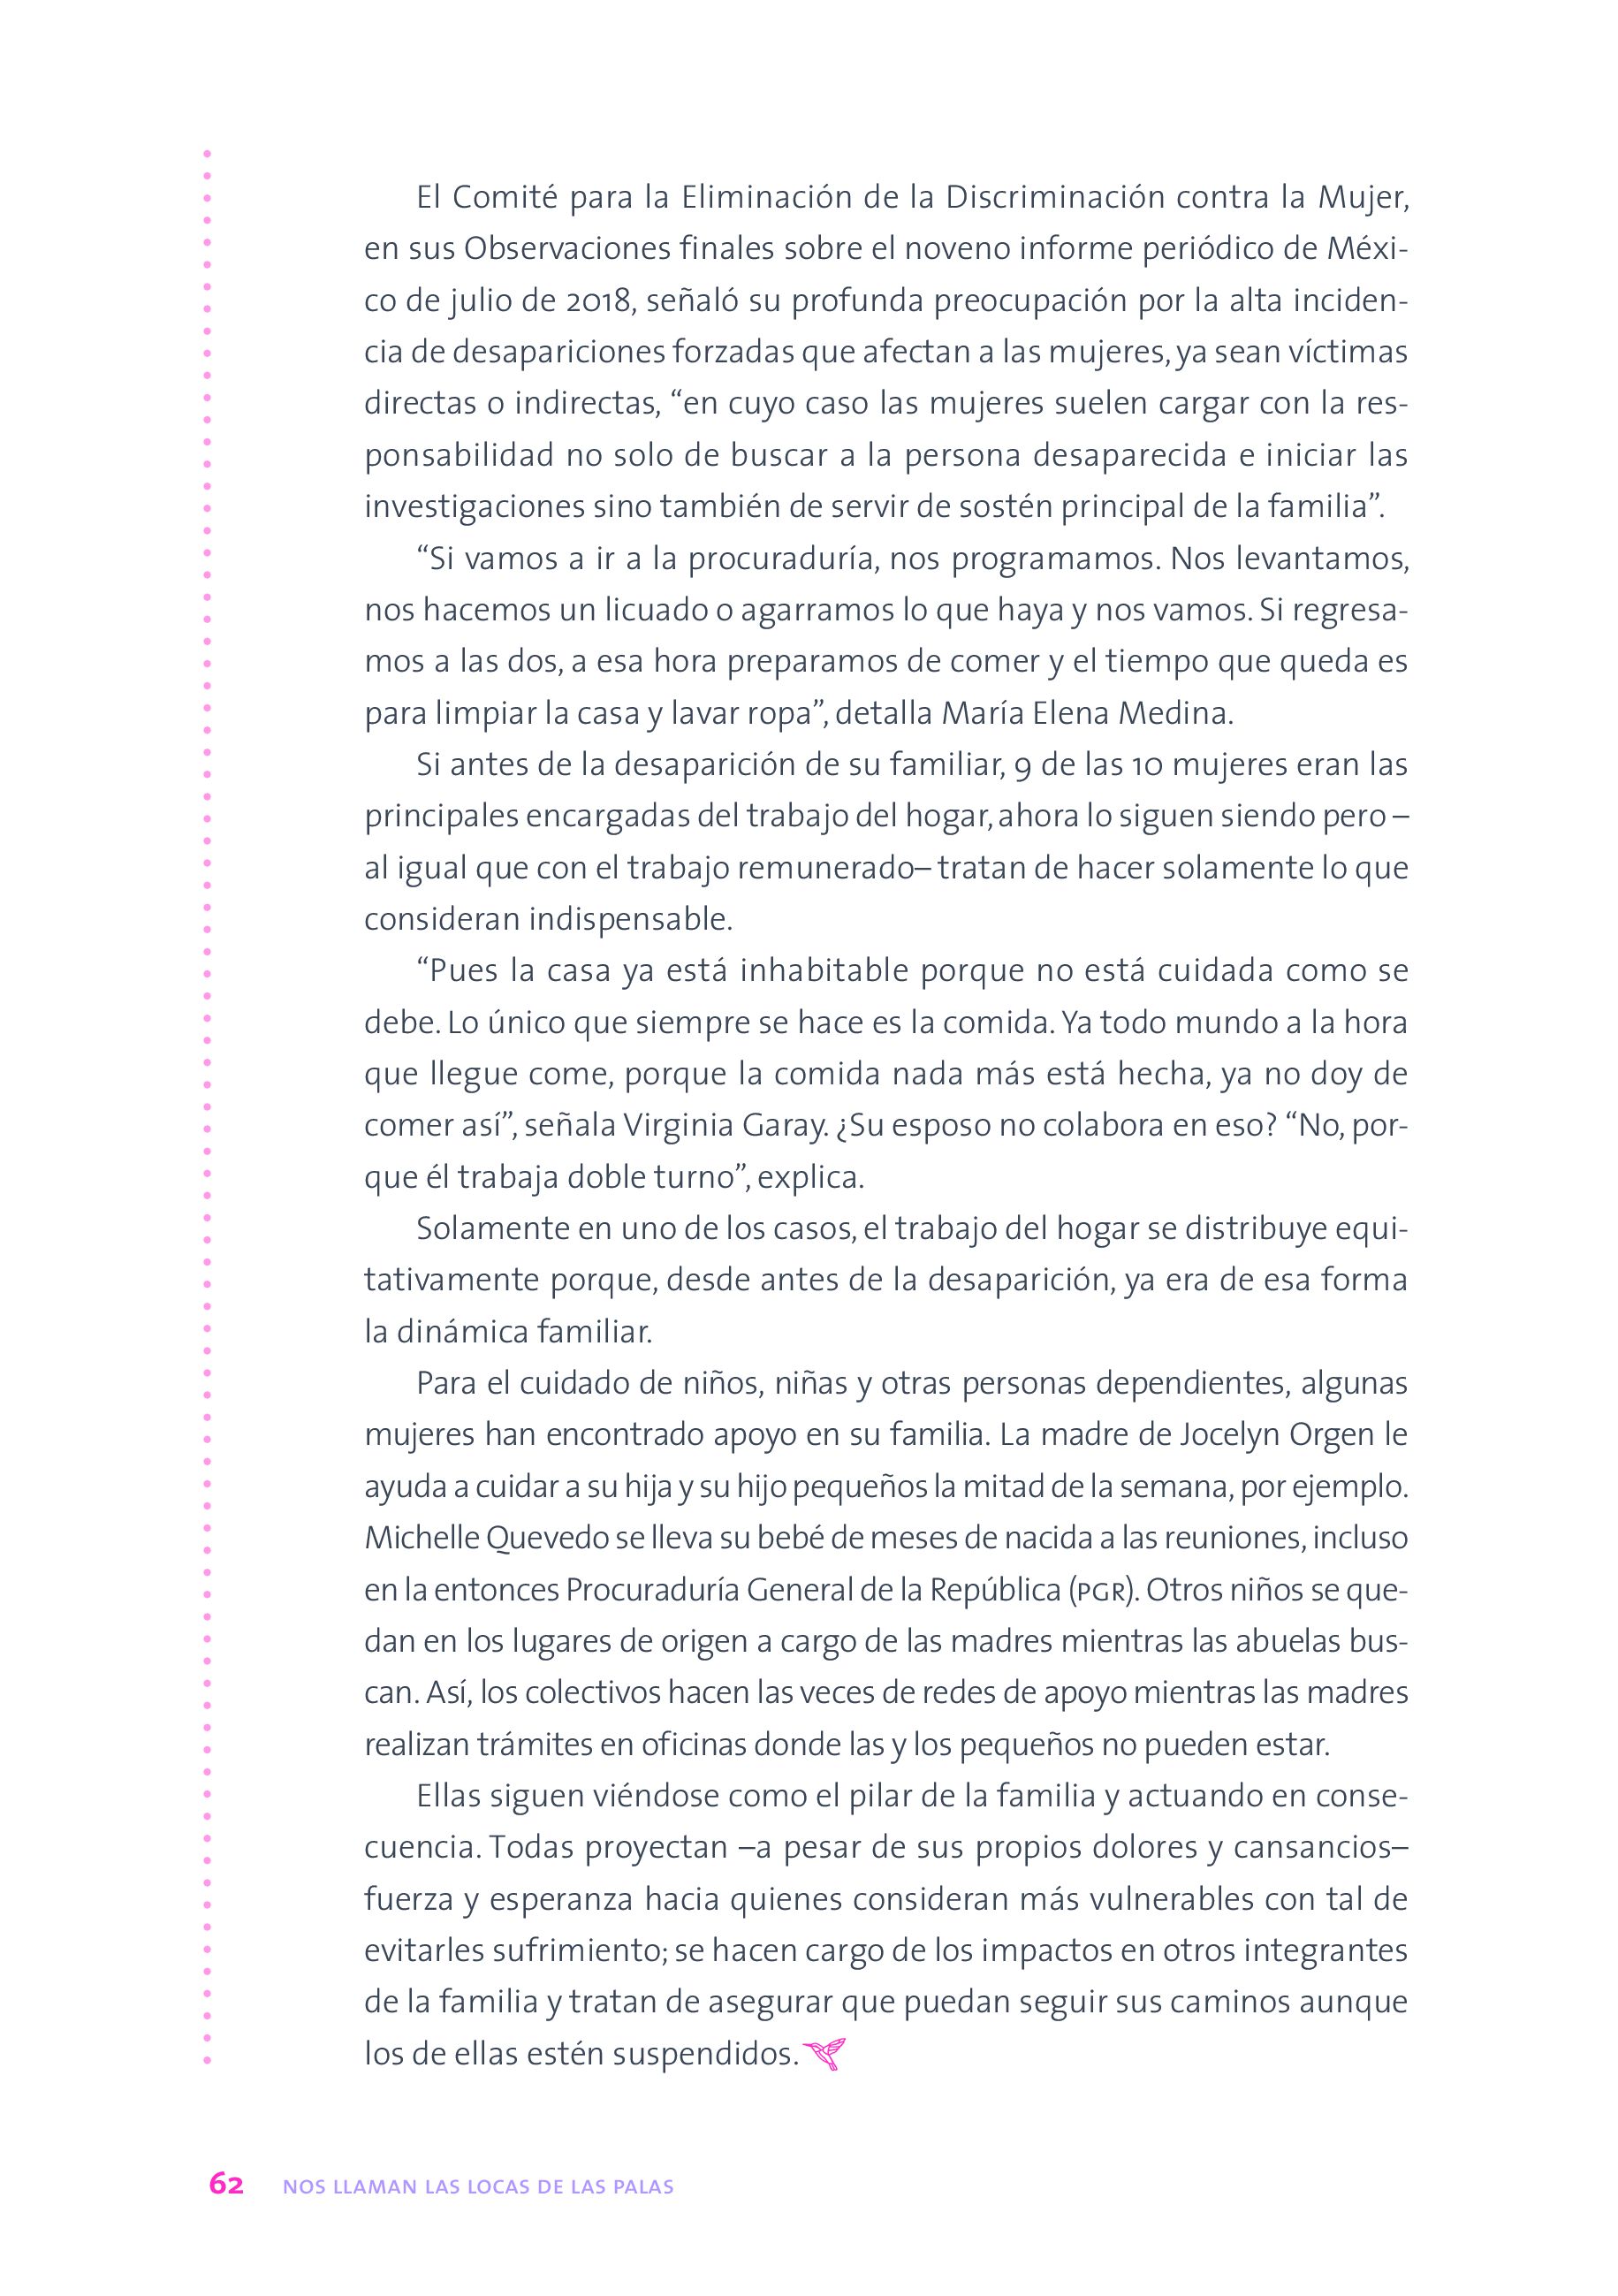 El Comité para la Eliminación de la Discriminación contra la Mujer,
en sus Observaciones finales sobre el noveno informe periódico de Méxi-
co de julio de 2018, señaló su profunda preocupación por la alta inciden-
cia de desapariciones forzadas que afectan a las mujeres, ya sean víctimas
directas o indirectas, “en cuyo caso las mujeres suelen cargar con la res-
ponsabilidad no solo de buscar a la persona desaparecida e iniciar las
investigaciones sino también de servir de sostén principal de la familia”.
“Si vamos a ir a la procuraduría, nos programamos. Nos levantamos,
nos hacemos un licuado o agarramos lo que haya y nos vamos. Si regresa-
mos a las dos, a esa hora preparamos de comer y el tiempo que queda es
para limpiar la casa y lavar ropa”, detalla María Elena Medina.
Si antes de la desaparición de su familiar, 9 de las 10 mujeres eran las
principales encargadas del trabajo del hogar, ahora lo siguen siendo pero –
al igual que con el trabajo remunerado– tratan de hacer solamente lo que
consideran indispensable.
“Pues la casa ya está inhabitable porque no está cuidada como se
debe. Lo único que siempre se hace es la comida. Ya todo mundo a la hora
que llegue come, porque la comida nada más está hecha, ya no doy de
comer así”, señala Virginia Garay. ¿Su esposo no colabora en eso? “No, por-
que él trabaja doble turno”, explica.
Solamente en uno de los casos, el trabajo del hogar se distribuye equi-
tativamente porque, desde antes de la desaparición, ya era de esa forma
la dinámica familiar.
Para el cuidado de niños, niñas y otras personas dependientes, algunas
mujeres han encontrado apoyo en su familia. La madre de Jocelyn Orgen le
ayuda a cuidar a su hija y su hijo pequeños la mitad de la semana, por ejemplo.
Michelle Quevedo se lleva su bebé de meses de nacida a las reuniones, incluso
en la entonces Procuraduría General de la República (PGR). Otros niños se que-
dan en los lugares de origen a cargo de las madres mientras las abuelas bus-
can. Así, los colectivos hacen las veces de redes de apoyo mientras las madres
realizan trámites en oficinas donde las y los pequeños no pueden estar.
Ellas siguen viéndose como el pilar de la familia y actuando en conse-
cuencia. Todas proyectan –a pesar de sus propios dolores y cansancios–
fuerza y esperanza hacia quienes consideran más vulnerables con tal de
evitarles sufrimiento; se hacen cargo de los impactos en otros integrantes
de la familia y tratan de asegurar que puedan seguir sus caminos aunque
los de ellas estén suspendidos.
62 NOS LLAMAN LAS LOCAS DE LAS PALAS